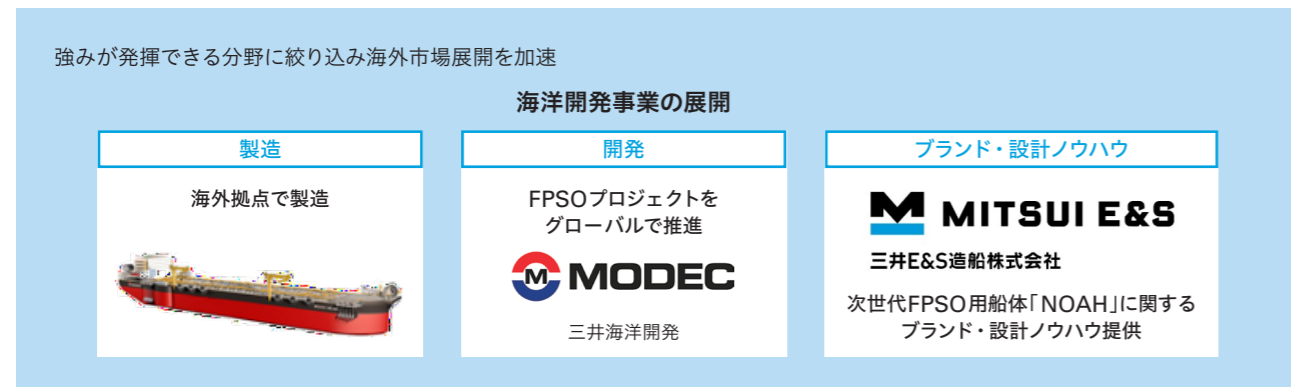 強みが発揮できる分野に絞り込み海外市場展開を加速
海洋開発事業の展開
製造
海外拠点で製造
開発
FPSOプロジェクトを
グローバルで推進
M MODEC
三井海洋開発
ブランド・設計ノウハウ
MITSUI E&S
三井E&S造船株式会社
次世代FPSO用船体「NOAH」に関する
ブランド・設計ノウハウ提供